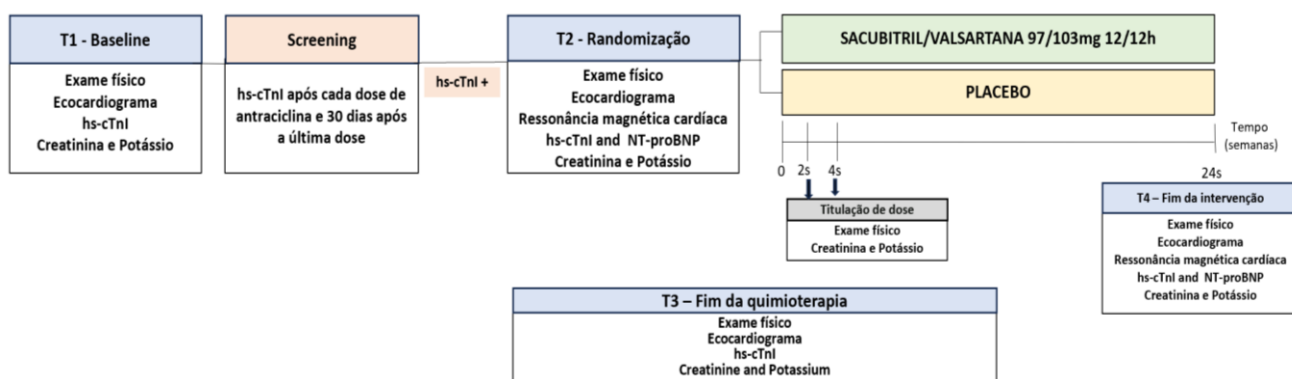 T1 - Baseline
Exame físico
Ecocardiograma
hs-cTnI
Creatinina e Potássio
Screening
hs-cTnI após cada dose de
antraciclina e 30 dias após
a última dose
hs-cTnI +
T2 - Randomização
Exame físico
Ecocardiograma
Ressonância magnética cardíaca
hs-cTnI and NT-proBNP
Creatinina e Potássio
SACUBITRIL/VALSARTANA 97/103mg 12/12h
PLACEBO
Tempo
(semanas)
0
2s
4s
24s
Titulação de dose
Exame físico
Creatinina e Potássio
T4 – Fim da intervenção
Exame físico
Ecocardiograma
Ressonância magnética cardíaca
hs-cTnI and NT-proBNP
Creatinina e Potássio
T3 – Fim da quimioterapia
Exame físico
Ecocardiograma
hs-cTnI
Creatinine and Potassium